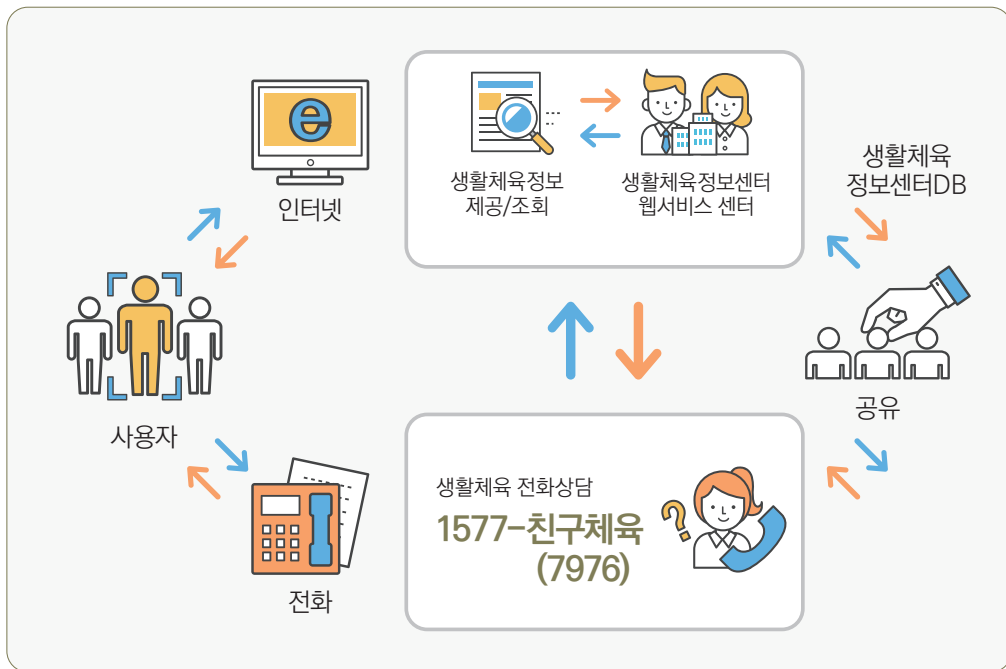 e
인터넷
생활체육정보
제공/조회
생활체육정보센터
웹서비스 센터
생활체육
정보센터DB
사용자
공유
전화
생활체육 전화상담
1577-친구체육
(7976)
?